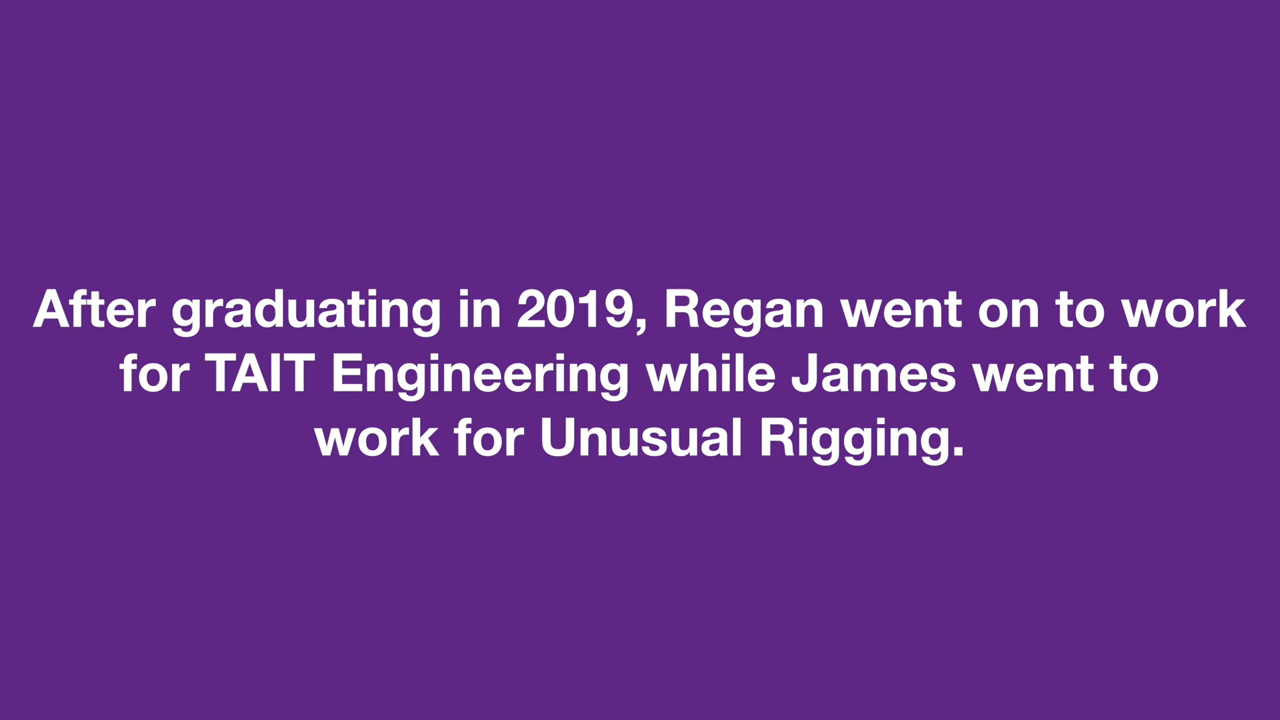 After graduating in 2019, Regan went on to work
for TAIT Engineering while James went to
work for Unusual Rigging.